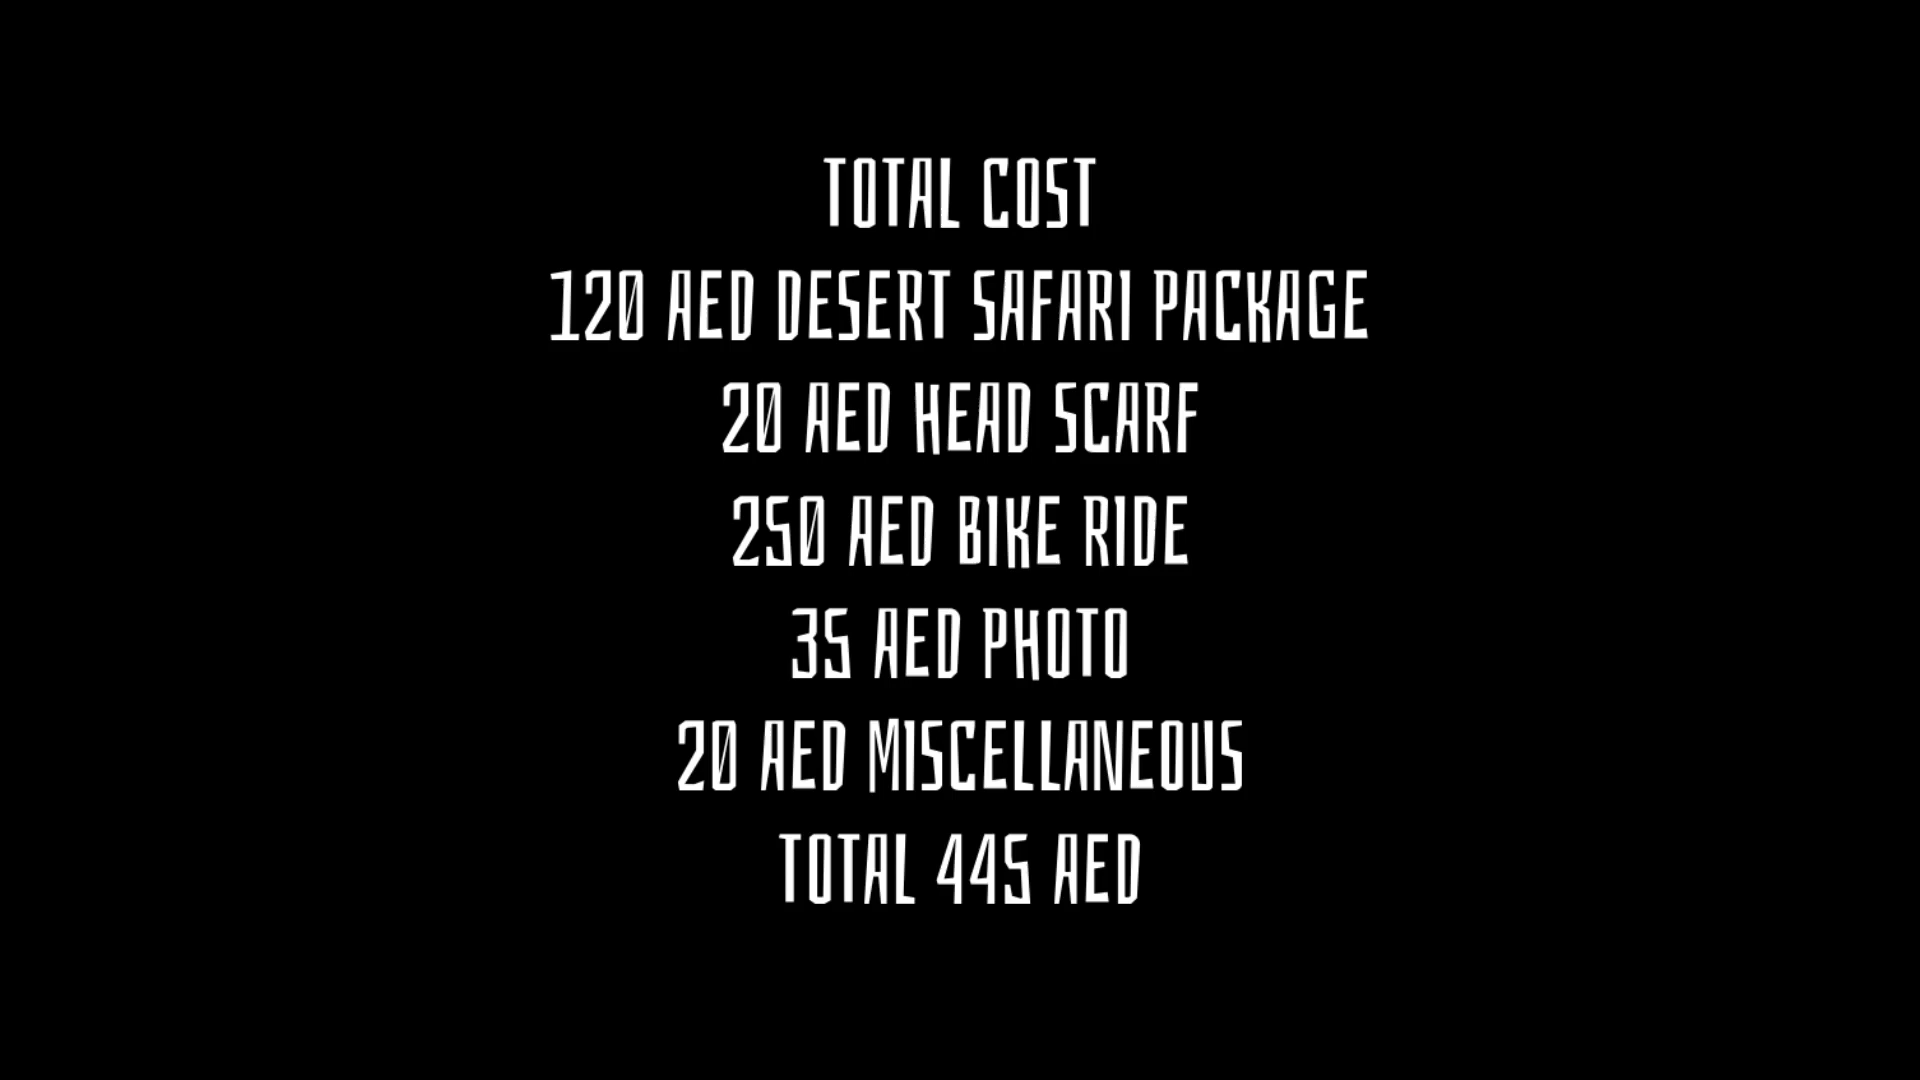 TOTAL COST
120 AED DESERT SAFARI PACKAGE
20 AED HEAD SCARF
250 AED BIKE RIDE
35 AED PHOTO
20 AED MISCELLANEOUS
TOTAL 445 AED